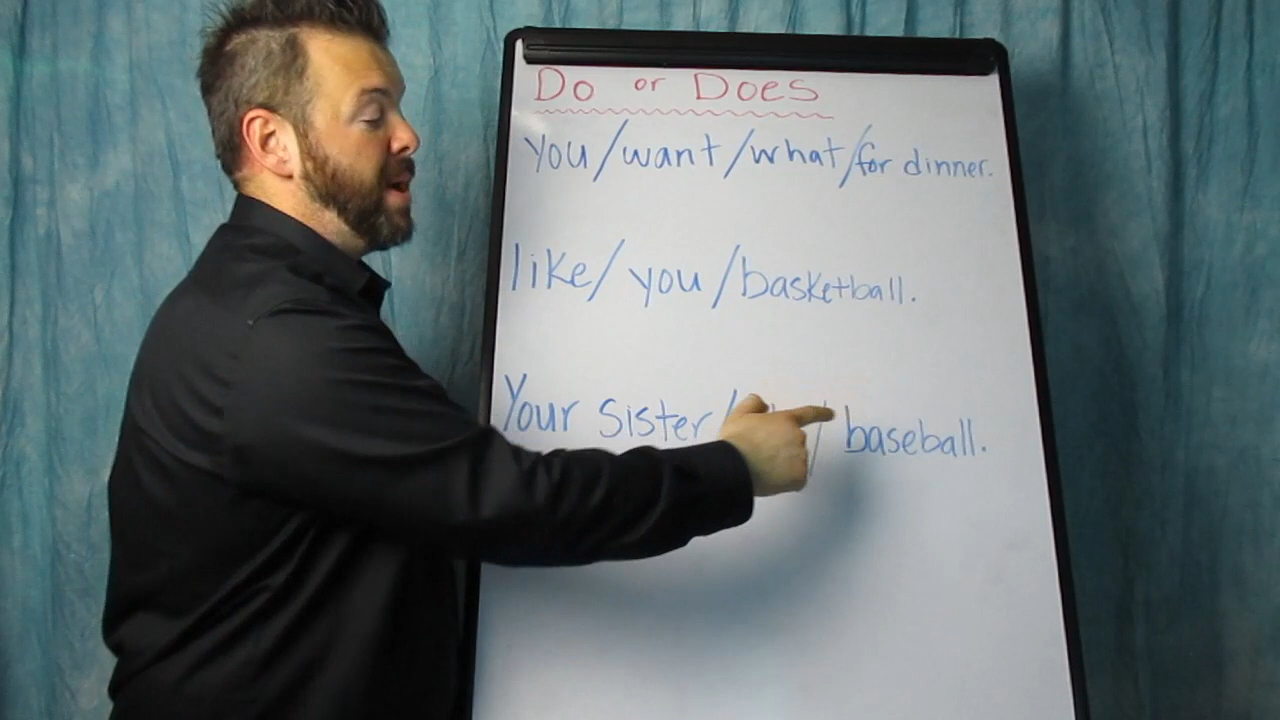 Do or Does
You/want/what/for dinner.
like/ you /basketball.
Your Sister / / baseball.